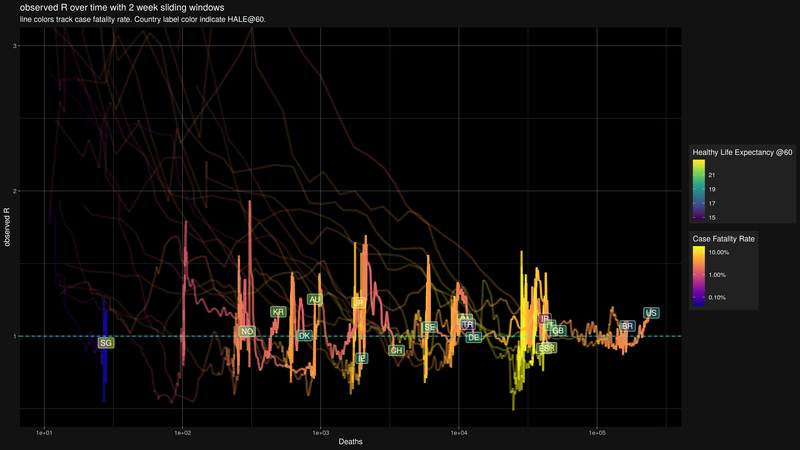 observed R over time with 2 week sliding windows
line colors track case fatality rate. Country label color indicate HALE@60.
observed R
3
2
1
KR
AU
JP
NO
DK
SG
IE
CH
SE
TR
DE
IR
GB
BR
US
1e+01
1e+02
1e+03
1e+04
1e+05
Deaths
Healthy Life Expectancy @60
21
19
17
15
Case Fatality Rate
10.00%
1.00%
0.10%